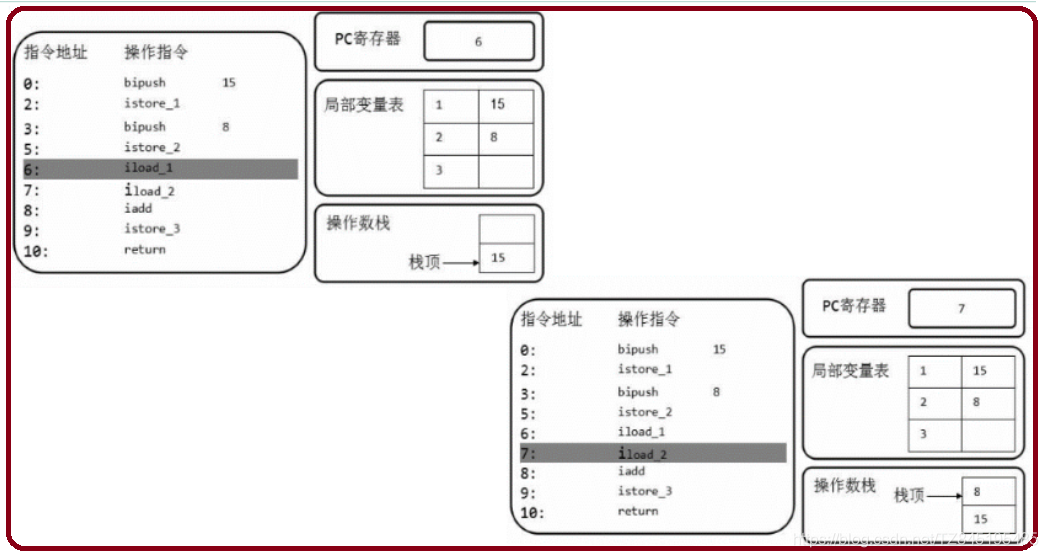 指令地址 操作指令
0: bipush 15
2: istore_1
3: bipush 8
5: istore_2
6: iload_1
7: iload_2
8: iadd
9: istore_3
10: return
PC寄存器 6
局部变量表
1 15
2 8
3
操作数栈
栈顶 15
指令地址 操作指令
0: bipush 15
2: istore_1
3: bipush 8
5: istore_2
6: iload_1
7: iload_2
8: iadd
9: istore_3
10: return
PC寄存器 7
局部变量表
1 15
2 8
3
操作数栈 栈顶 8
15